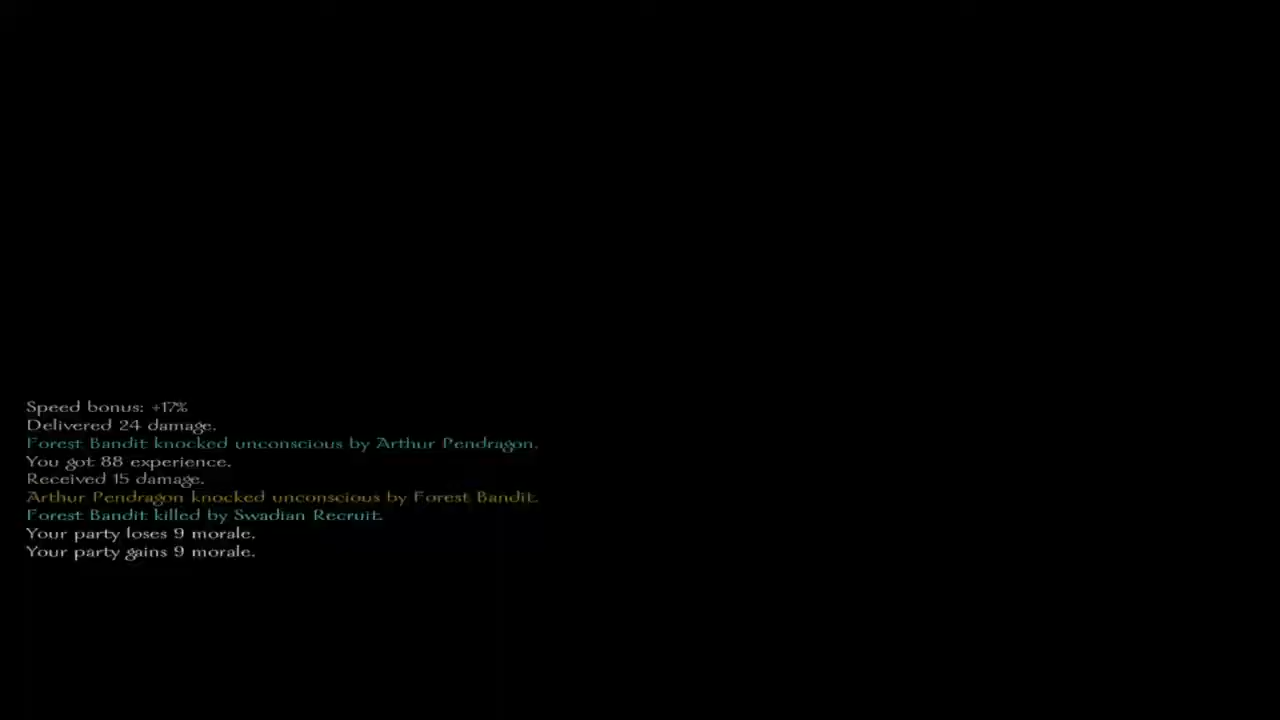 Speed bonus: +17%
Delivered 24 damage.
Forest Bandit knocked unconscious by Arthur Pendragon.
You got 88 experience.
Received 15 damage.
Arthur Pendragon knocked unconscious by Forest Bandit.
Forest Bandit killed by Swadian Recruit.
Your party loses 9 morale.
Your party gains 9 morale.